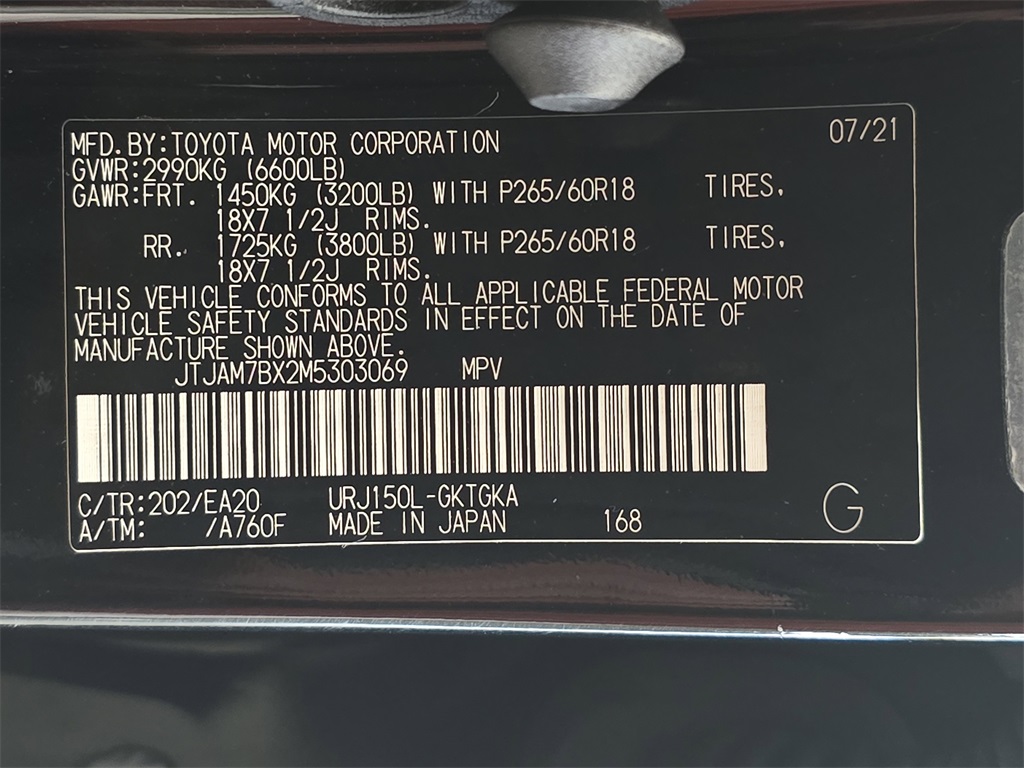 MFD. BY: TOYOTA MOTOR CORPORATION 07/21
GVWR: 2990KG (6600LB)
GAWR: FRT. 1450KG (3200LB) WITH P265/60R18 TIRES,
18X7 1/2J RIMS.
RR. 1725KG (3800LB) WITH P265/60R18 TIRES,
18X7 1/2J RIMS.
THIS VEHICLE CONFORMS TO ALL APPLICABLE FEDERAL MOTOR
VEHICLE SAFETY STANDARDS IN EFFECT ON THE DATE OF
MANUFACTURE SHOWN ABOVE.
JTJAM7BX2M5303069 MPV
C/TR: 202/EA20 URJ150L-GKTGKA
A/TM: /A760F MADE IN JAPAN 168 G